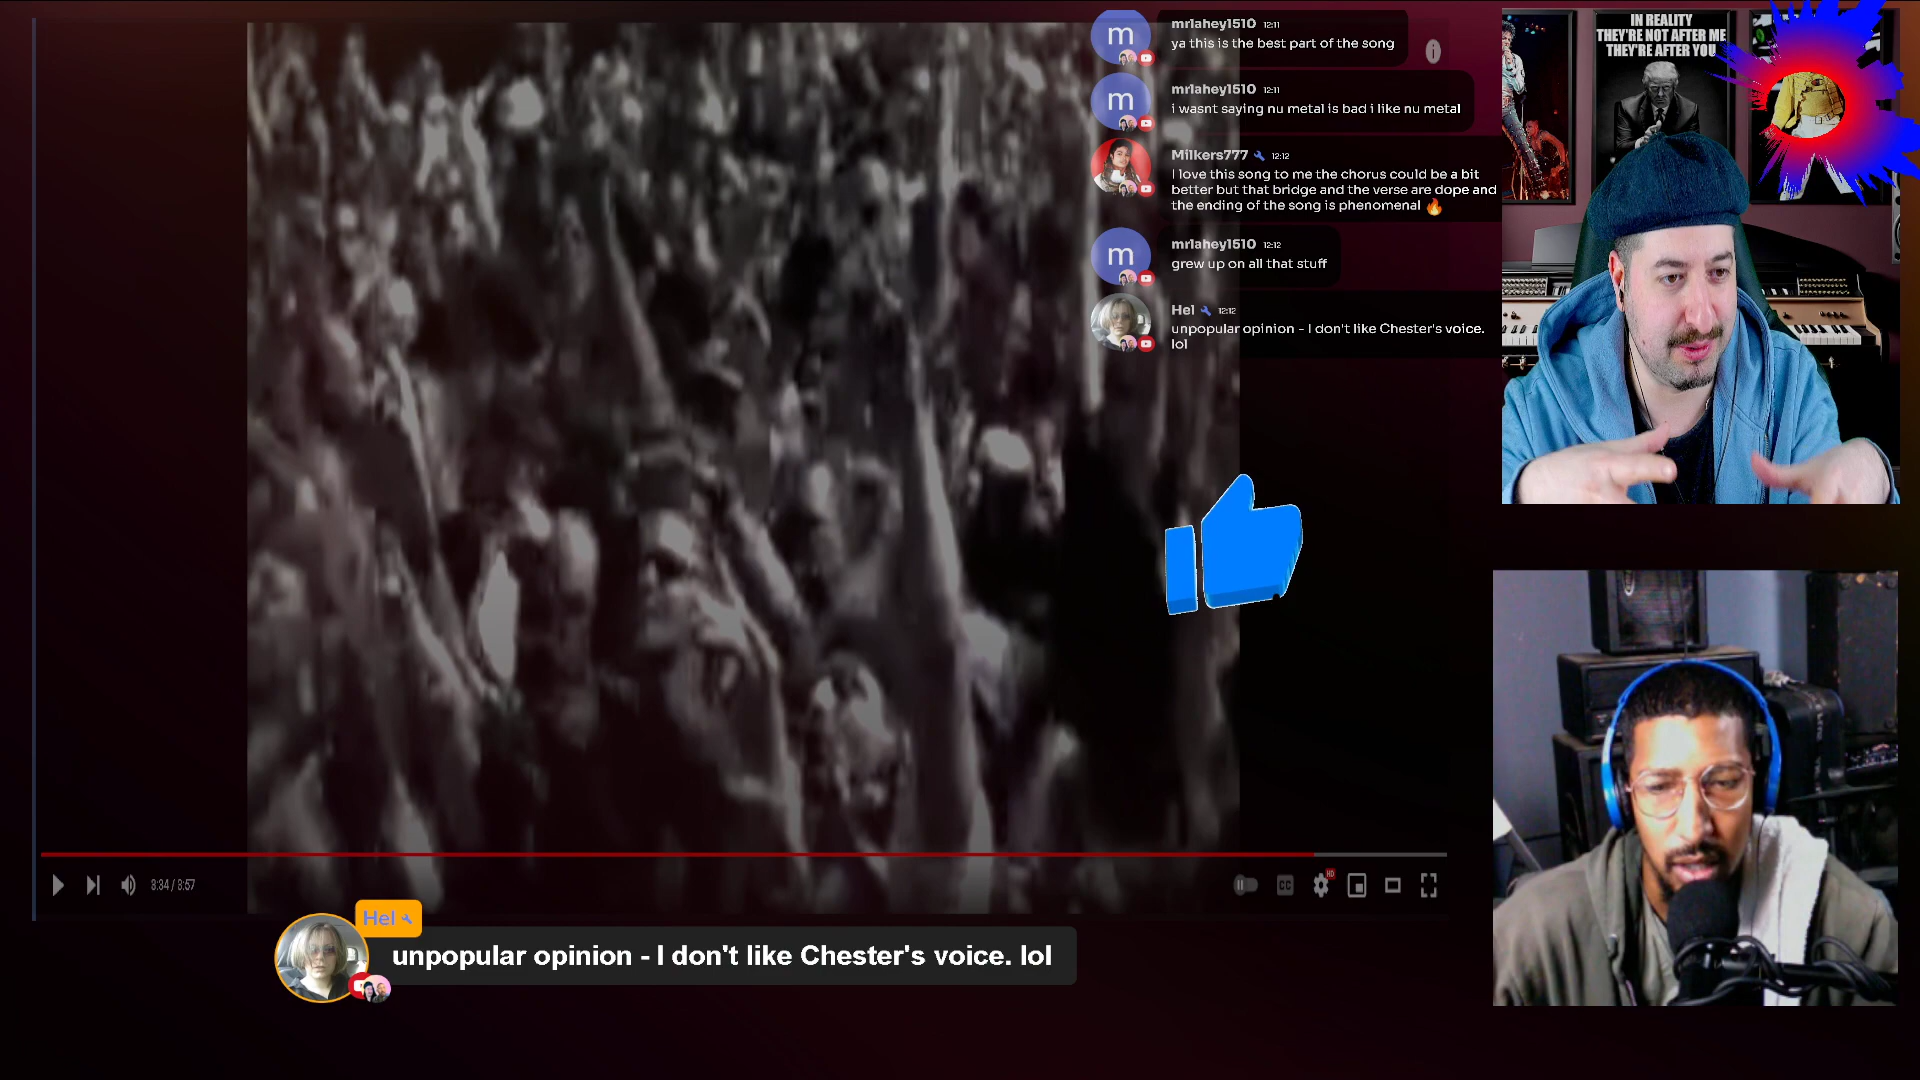 mrlahey1510 12:11
ya this is the best part of the song
mrlahey1510 12:11
i wasnt saying nu metal is bad i like nu metal
Milkers777 12:12
I love this song to me the chorus could be a bit
better but that bridge and the verse are dope and
the ending of the song is phenomenal 🔥
mrlahey1510 12:12
grew up on all that stuff
Hel 12:12
unpopular opinion - I don't like Chester's voice.
lol
IN REALITY
THEY'RE NOT AFTER ME
THEY'RE AFTER YOU
m
m
m
3:34 / 3:57
CC
HD
Hel
unpopular opinion - I don't like Chester's voice. lol